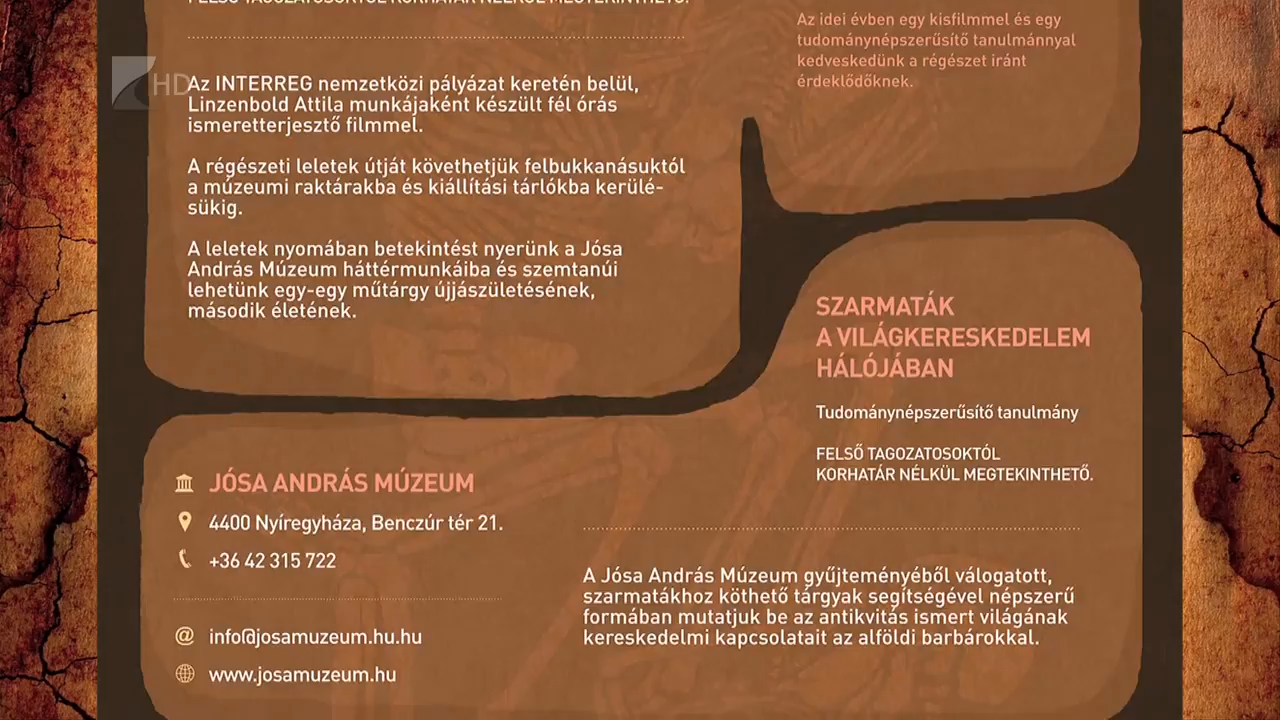 FELSŐ TAGOZATOSOKTÓL KORHATÁR NÉLKÜL MEGTEKINTHETŐ.
HD
Az INTERREG nemzetközi pályázat keretén belül,
Linzenbold Attila munkájaként készült fél órás
ismeretterjesztő filmmel.
A régészeti leletek útját követhetjük felbukkanásuktól
a múzeumi raktárakba és kiállítási tárlókba kerülé-
sükig.
A leletek nyomában betekintést nyerünk a Jósa
András Múzeum háttérmunkáiba és szemtanúi
lehetünk egy-egy műtárgy újjászületésének,
második életének.
Az idei évben egy kisfilmmel és egy
tudománynépszerűsítő tanulmánnyal
kedveskedünk a régészet iránt
érdeklődőknek.
SZARMATÁK
A VILÁGKERESKEDELEM
HÁLÓJÁBAN
Tudománynépszerűsítő tanulmány
FELSŐ TAGOZATOSOKTÓL
KORHATÁR NÉLKÜL MEGTEKINTHETŐ.
A Jósa András Múzeum gyűjteményéből válogatott,
szarmatákhoz köthető tárgyak segítségével népszerű
formában mutatjuk be az antikvitás ismert világának
kereskedelmi kapcsolatait az alföldi barbárokkal.
JÓSA ANDRÁS MÚZEUM
4400 Nyíregyháza, Benczúr tér 21.
+36 42 315 722
info@josamuzeum.hu.hu
www.josamuzeum.hu